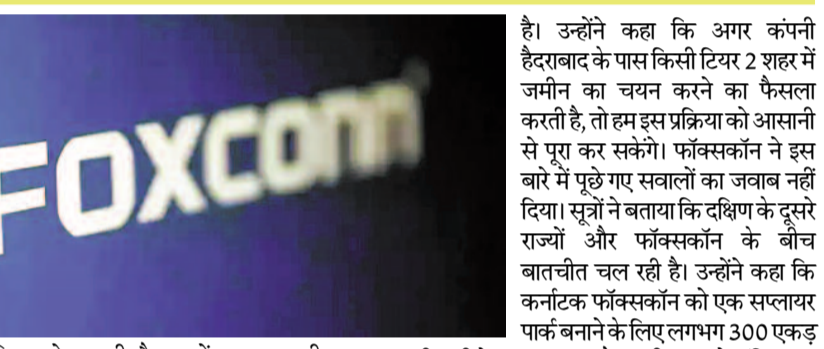 FOXCONN
है। उन्होंने कहा कि अगर कंपनी
हैदराबाद के पास किसी टियर 2 शहर में
जमीन का चयन करने का फैसला
करती है, तो हम इस प्रक्रिया को आसानी
से पूरा कर सकेंगे। फॉक्सकॉन ने इस
बारे में पूछे गए सवालों का जवाब नहीं
दिया। सूत्रों ने बताया कि दक्षिण के दूसरे
राज्यों और फॉक्सकॉन के बीच
बातचीत चल रही है। उन्होंने कहा कि
कर्नाटक फॉक्सकॉन को एक सप्लायर
पार्क बनाने के लिए लगभग 300 एकड़